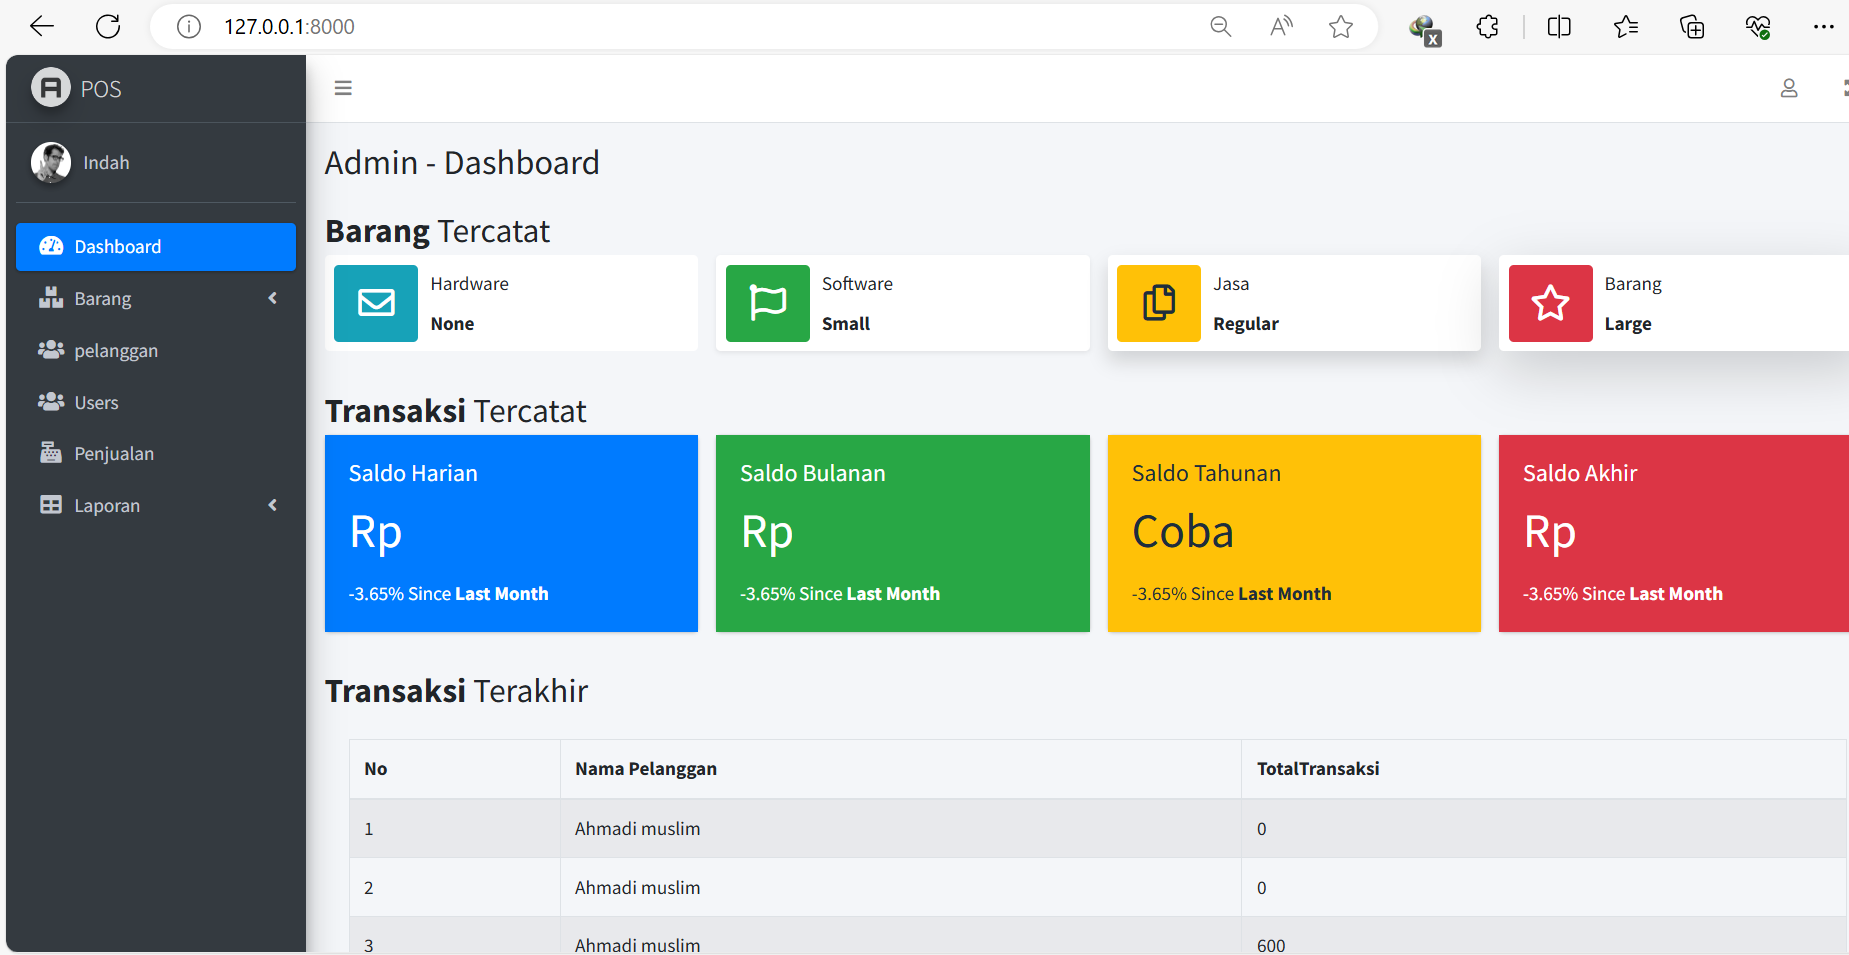 127.0.0.1:8000
POS
Indah
Dashboard
Barang
pelanggan
Users
Penjualan
Laporan
Admin - Dashboard
Barang Tercatat
Hardware
None
Software
Small
Jasa
Regular
Barang
Large
Transaksi Tercatat
Saldo Harian
Rp
-3.65% Since Last Month
Saldo Bulanan
Rp
-3.65% Since Last Month
Saldo Tahunan
Coba
-3.65% Since Last Month
Saldo Akhir
Rp
-3.65% Since Last Month
Transaksi Terakhir
No Nama Pelanggan TotalTransaksi
1 Ahmadi muslim 0
2 Ahmadi muslim 0
3 Ahmadi muslim 600